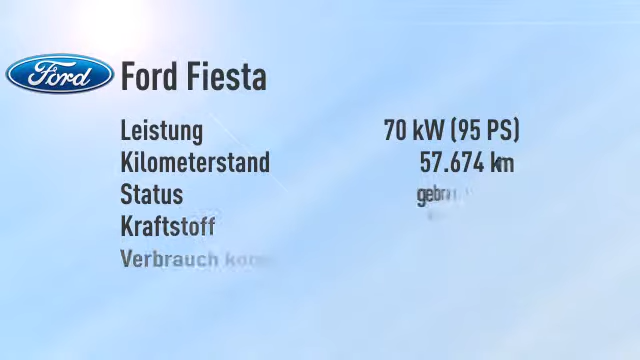 Ford Ford Fiesta
Leistung 70 kW (95 PS)
Kilometerstand 57.674 km
Status
Kraftstoff
Verbrauch